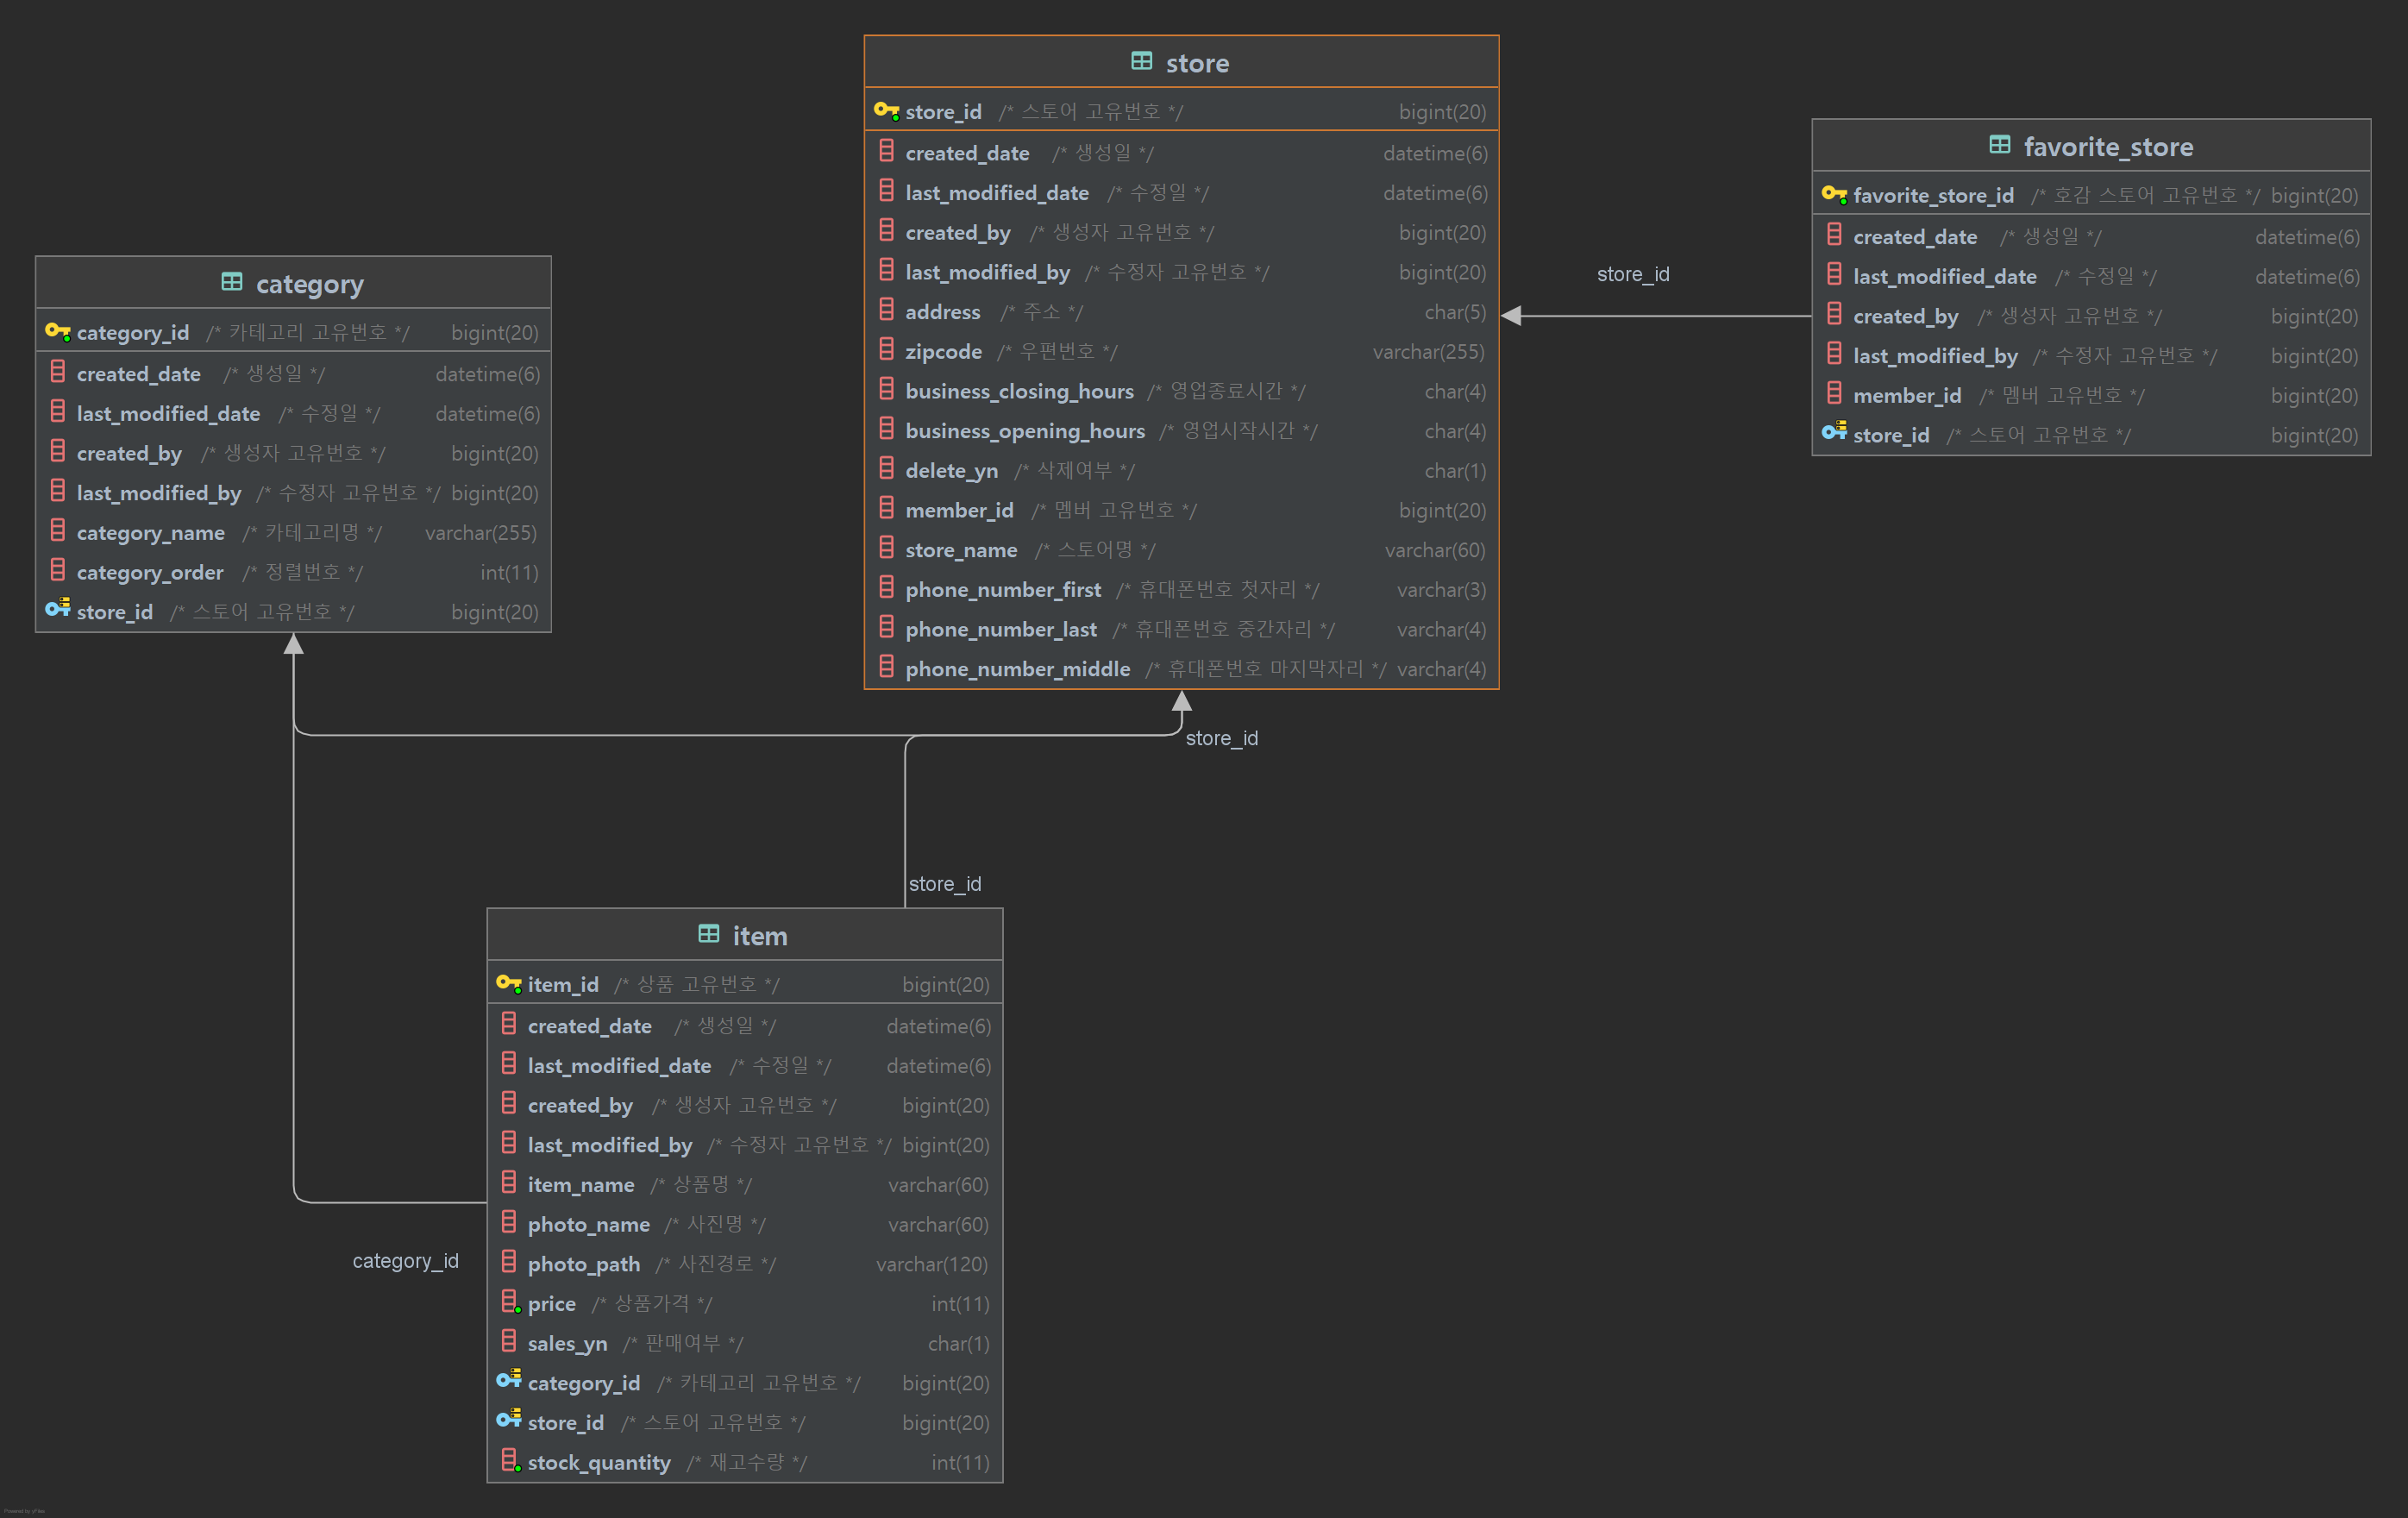 store
store_id /* 스토어 고유번호 */ bigint(20)
created_date /* 생성일 */ datetime(6)
last_modified_date /* 수정일 */ datetime(6)
created_by /* 생성자 고유번호 */ bigint(20)
last_modified_by /* 수정자 고유번호 */ bigint(20)
address /* 주소 */ char(5)
zipcode /* 우편번호 */ varchar(255)
business_closing_hours /* 영업종료시간 */ char(4)
business_opening_hours /* 영업시작시간 */ char(4)
delete_yn /* 삭제여부 */ char(1)
member_id /* 멤버 고유번호 */ bigint(20)
store_name /* 스토어명 */ varchar(60)
phone_number_first /* 휴대폰번호 첫자리 */ varchar(3)
phone_number_last /* 휴대폰번호 중간자리 */ varchar(4)
phone_number_middle /* 휴대폰번호 마지막자리 */ varchar(4)
favorite_store
favorite_store_id /* 호감 스토어 고유번호 */ bigint(20)
created_date /* 생성일 */ datetime(6)
last_modified_date /* 수정일 */ datetime(6)
created_by /* 생성자 고유번호 */ bigint(20)
last_modified_by /* 수정자 고유번호 */ bigint(20)
member_id /* 멤버 고유번호 */ bigint(20)
store_id /* 스토어 고유번호 */ bigint(20)
store_id
category
category_id /* 카테고리 고유번호 */ bigint(20)
created_date /* 생성일 */ datetime(6)
last_modified_date /* 수정일 */ datetime(6)
created_by /* 생성자 고유번호 */ bigint(20)
last_modified_by /* 수정자 고유번호 */ bigint(20)
category_name /* 카테고리명 */ varchar(255)
category_order /* 정렬번호 */ int(11)
store_id /* 스토어 고유번호 */ bigint(20)
store_id
store_id
item
item_id /* 상품 고유번호 */ bigint(20)
created_date /* 생성일 */ datetime(6)
last_modified_date /* 수정일 */ datetime(6)
created_by /* 생성자 고유번호 */ bigint(20)
last_modified_by /* 수정자 고유번호 */ bigint(20)
item_name /* 상품명 */ varchar(60)
photo_name /* 사진명 */ varchar(60)
photo_path /* 사진경로 */ varchar(120)
price /* 상품가격 */ int(11)
sales_yn /* 판매여부 */ char(1)
category_id /* 카테고리 고유번호 */ bigint(20)
store_id /* 스토어 고유번호 */ bigint(20)
stock_quantity /* 재고수량 */ int(11)
category_id
Powered by yFiles